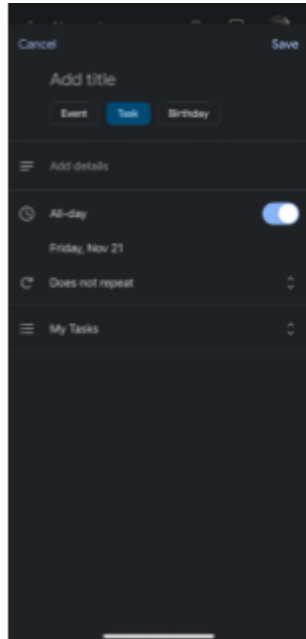 Cancel Save
Add title
Event Task Birthday
Add details
All-day
Friday, Nov 21
Does not repeat
My Tasks